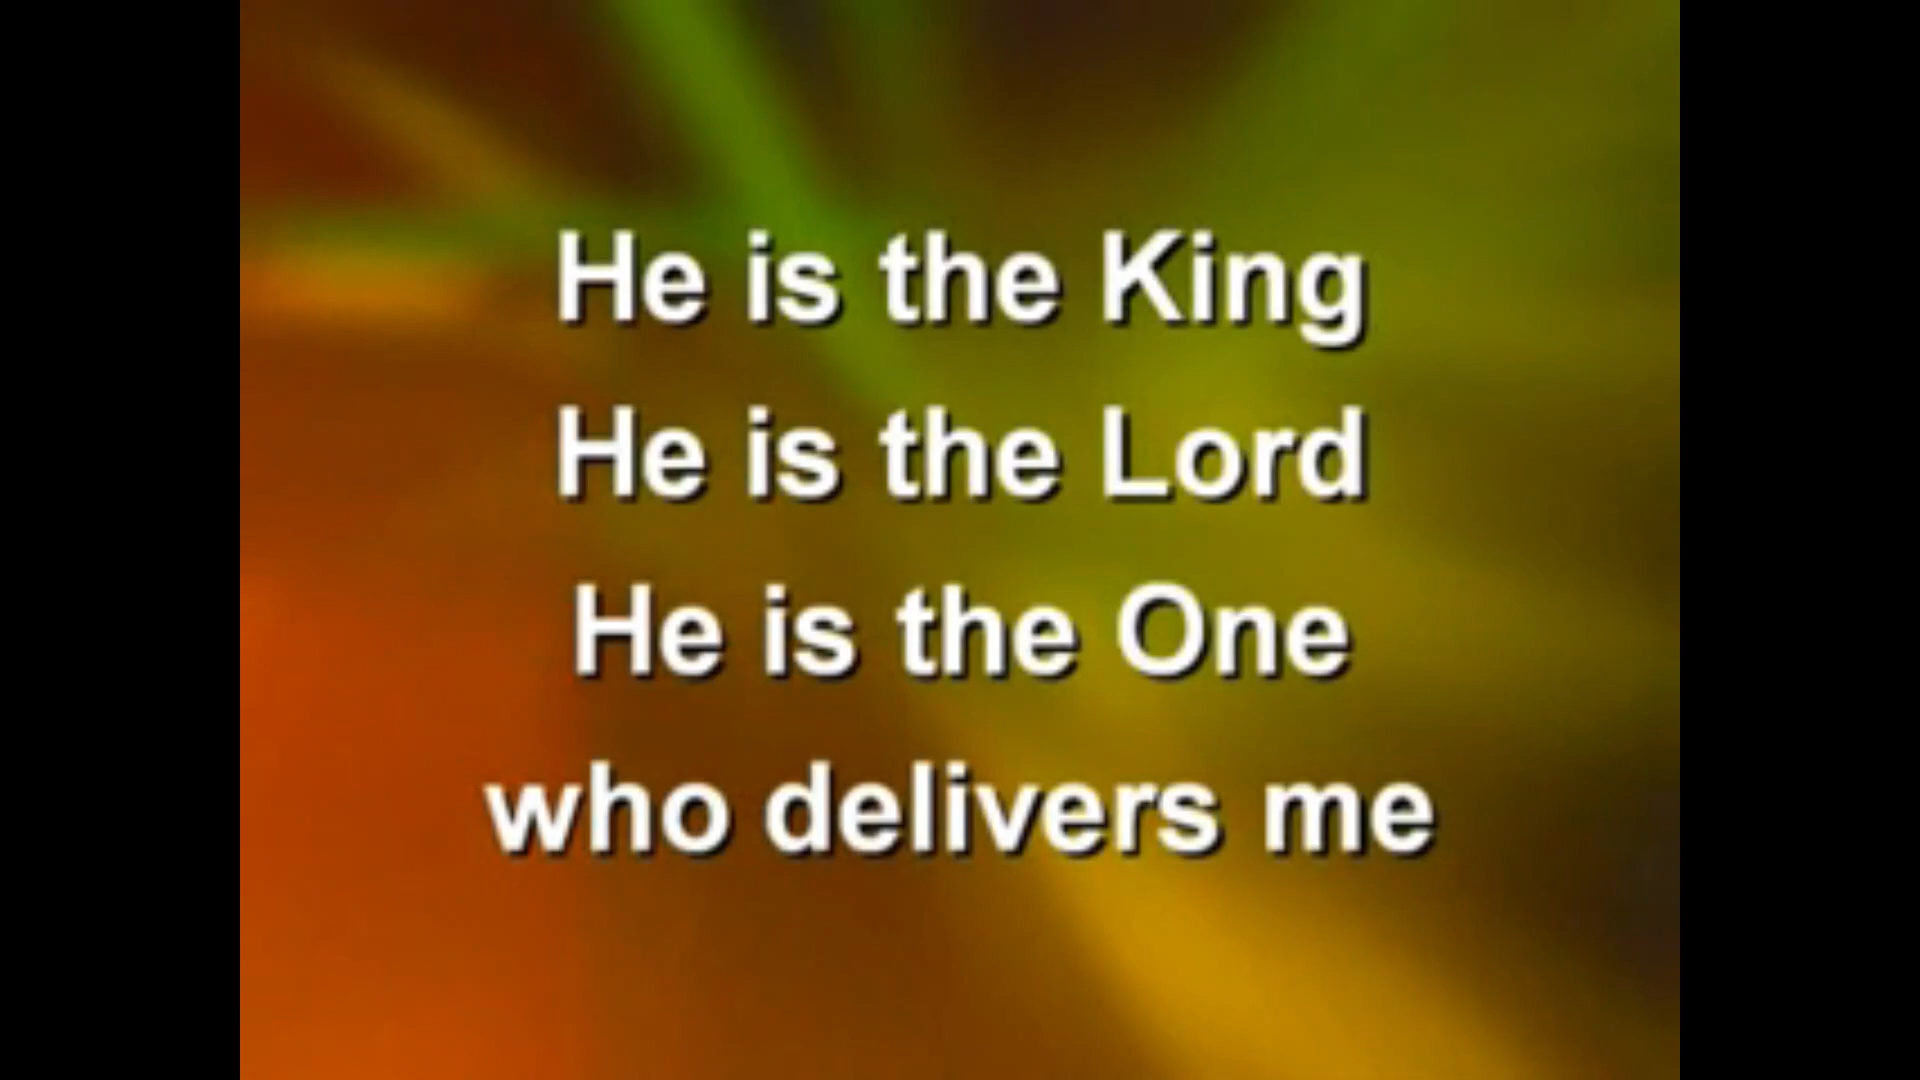 He is the King
He is the Lord
He is the One
who delivers me